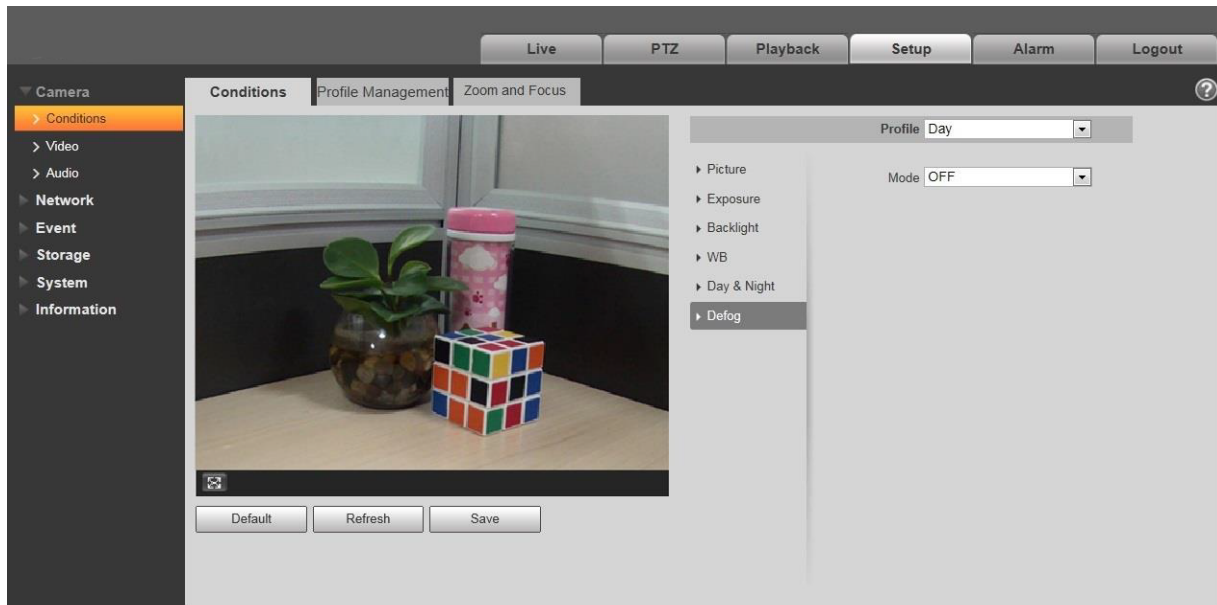 Live PTZ Playback Setup Alarm Logout
Camera
Conditions
Video
Audio
Network
Event
Storage
System
Information
Conditions Profile Management Zoom and Focus
?
Profile Day
Picture
Exposure
Backlight
WB
Day & Night
Defog
Mode OFF
Default Refresh Save